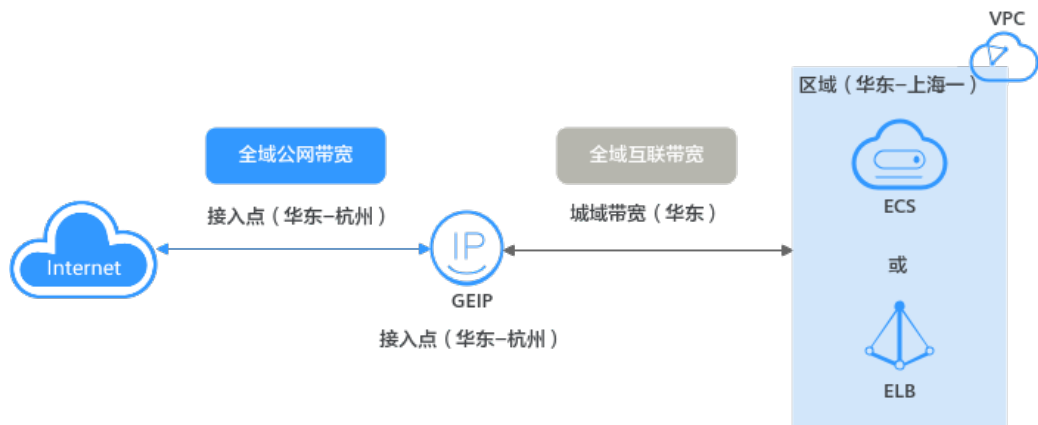 VPC
区域（华东-上海一）
全域公网带宽
全域互联带宽
ECS
接入点（华东-杭州）
城域带宽（华东）
Internet
IP
或
GEIP
接入点（华东-杭州）
ELB